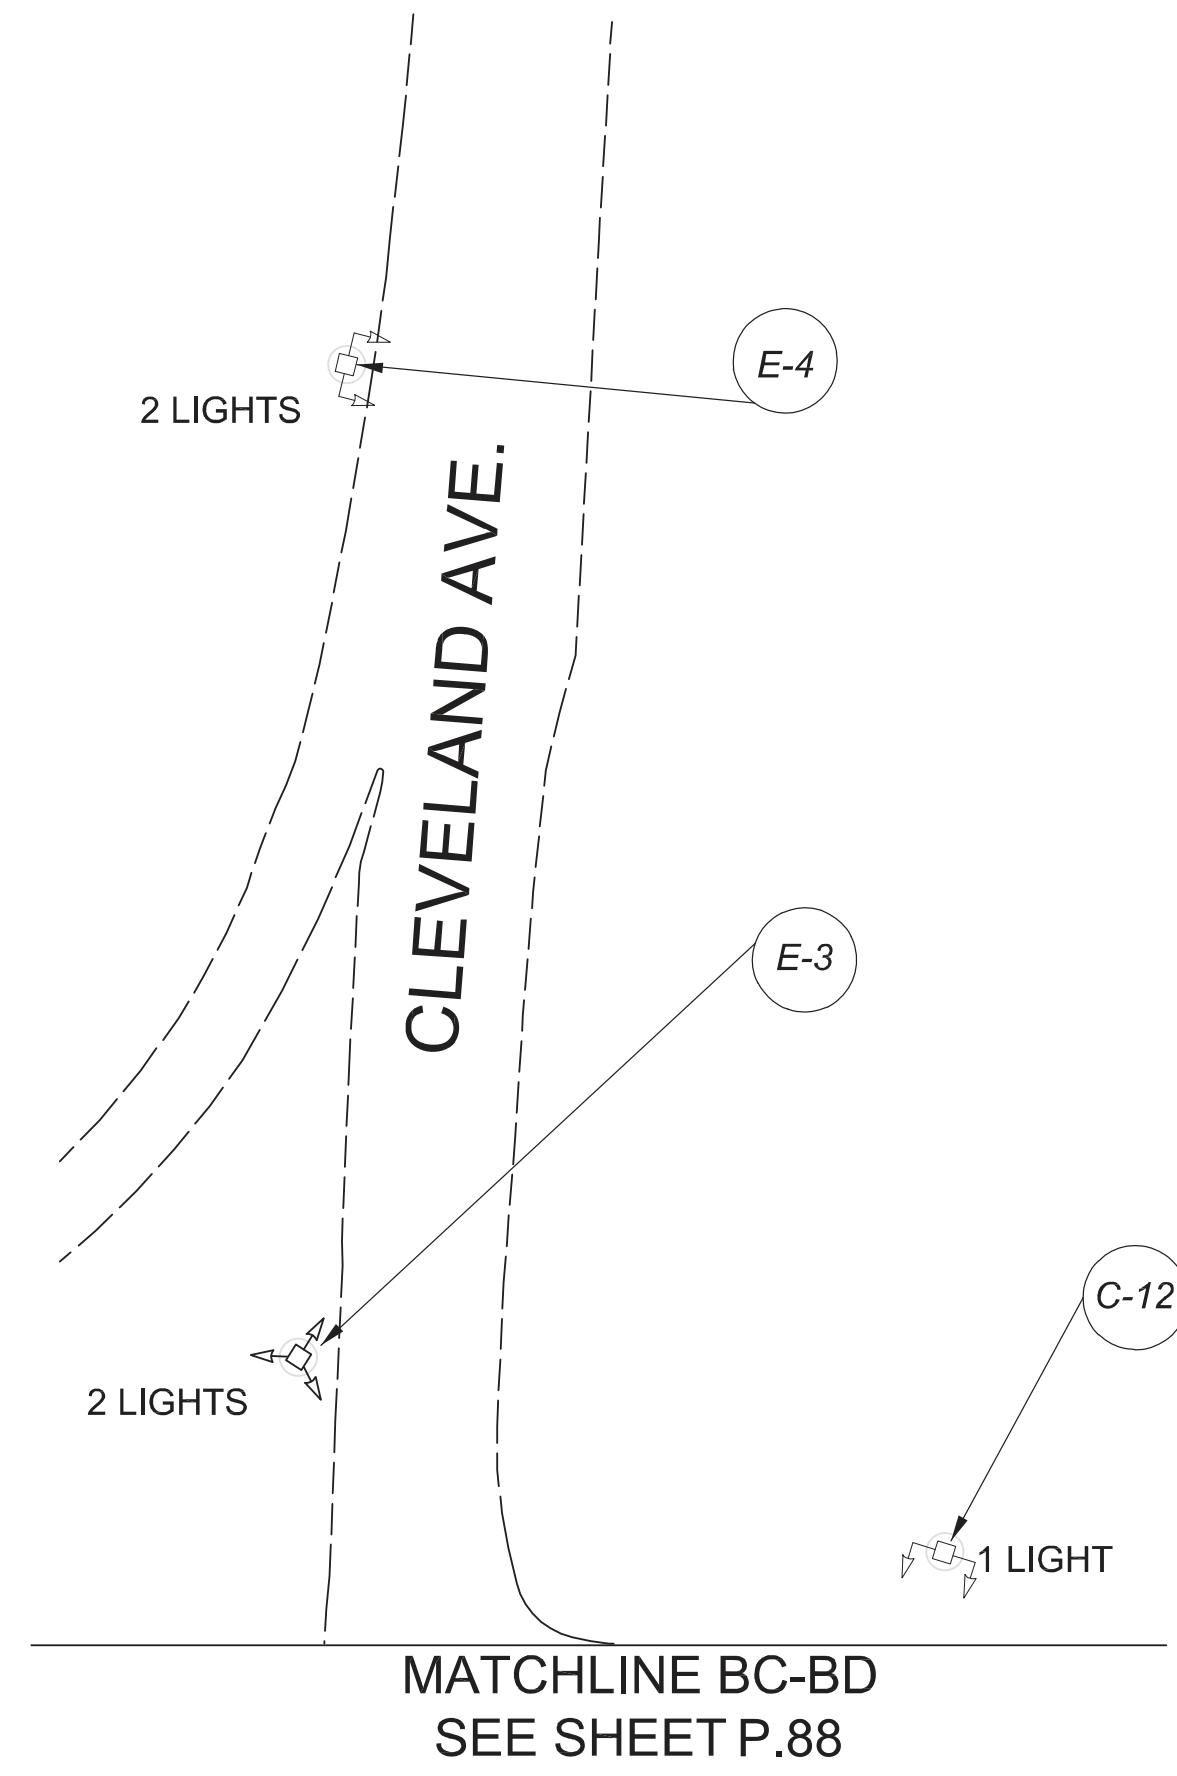 E-4
2 LIGHTS
CLEVELAND AVE.
E-3
C-12
2 LIGHTS
1 LIGHT
MATCHLINE BC-BD
SEE SHEET P.88